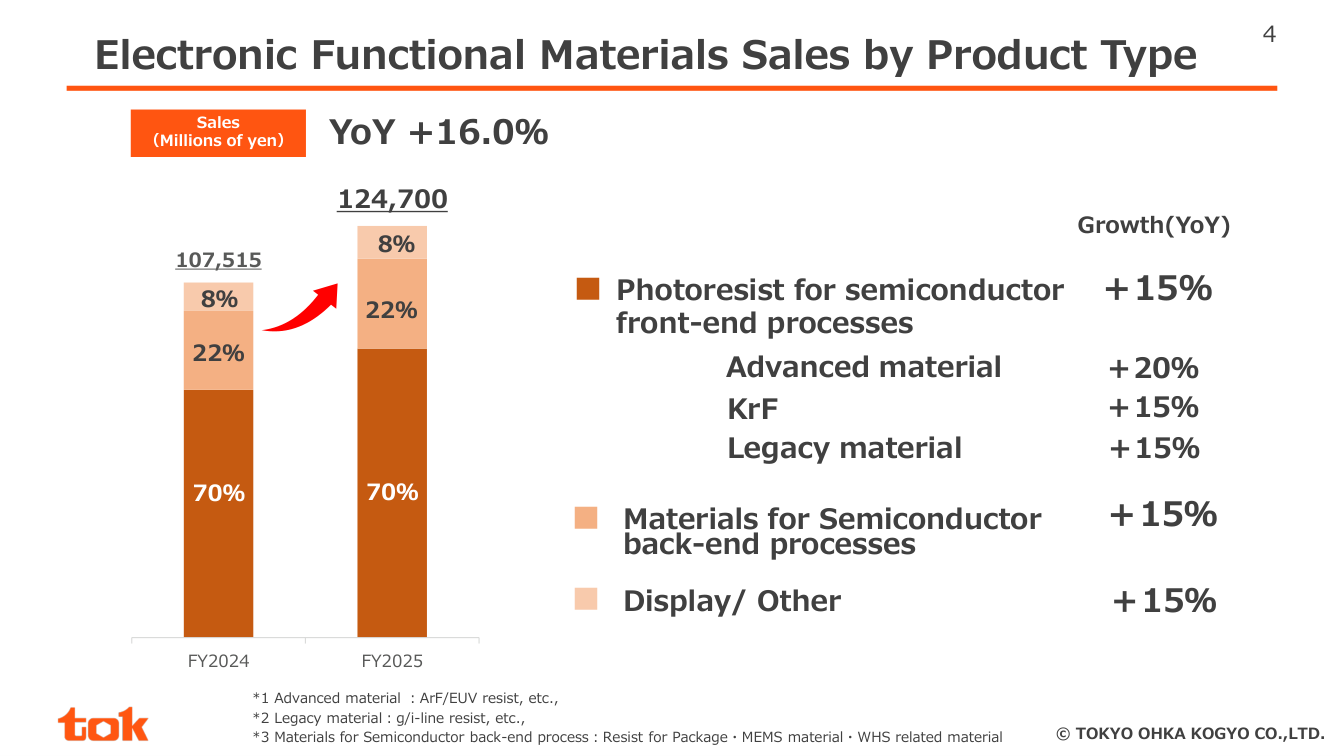 4
Electronic Functional Materials Sales by Product Type
Sales
(Millions of yen)
YoY +16.0%
124,700
107,515
8%
22%
70%
8%
22%
70%
FY2024
FY2025
Growth(YoY)
Photoresist for semiconductor
front-end processes
+15%
Advanced material
+20%
KrF
+15%
Legacy material
+15%
Materials for Semiconductor
back-end processes
+15%
Display/ Other
+15%
*1 Advanced material : ArF/EUV resist, etc.,
*2 Legacy material : g/i-line resist, etc.,
*3 Materials for Semiconductor back-end process : Resist for Package・MEMS material・WHS related material
tok
© TOKYO OHKA KOGYO CO.,LTD.